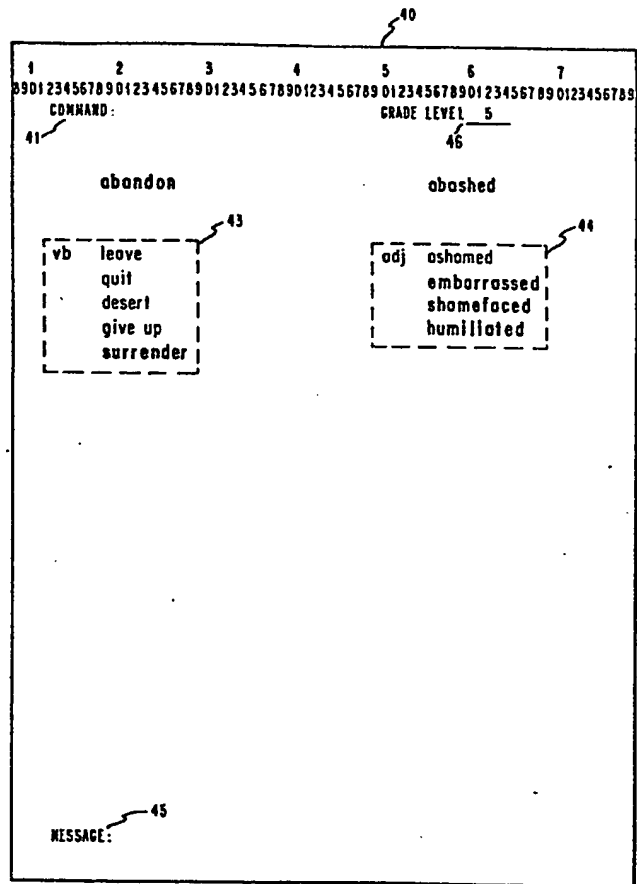 40
1 2 3 4 5 6 7
890123456789012345678901234567890123456789012345678901234567890123456789
COMMAND: GRADE LEVEL 5
41 46
abandon abashed
43 44
vb leave adj ashamed
quit embarrassed
desert shamefaced
give up humiliated
surrender
45
MESSAGE: